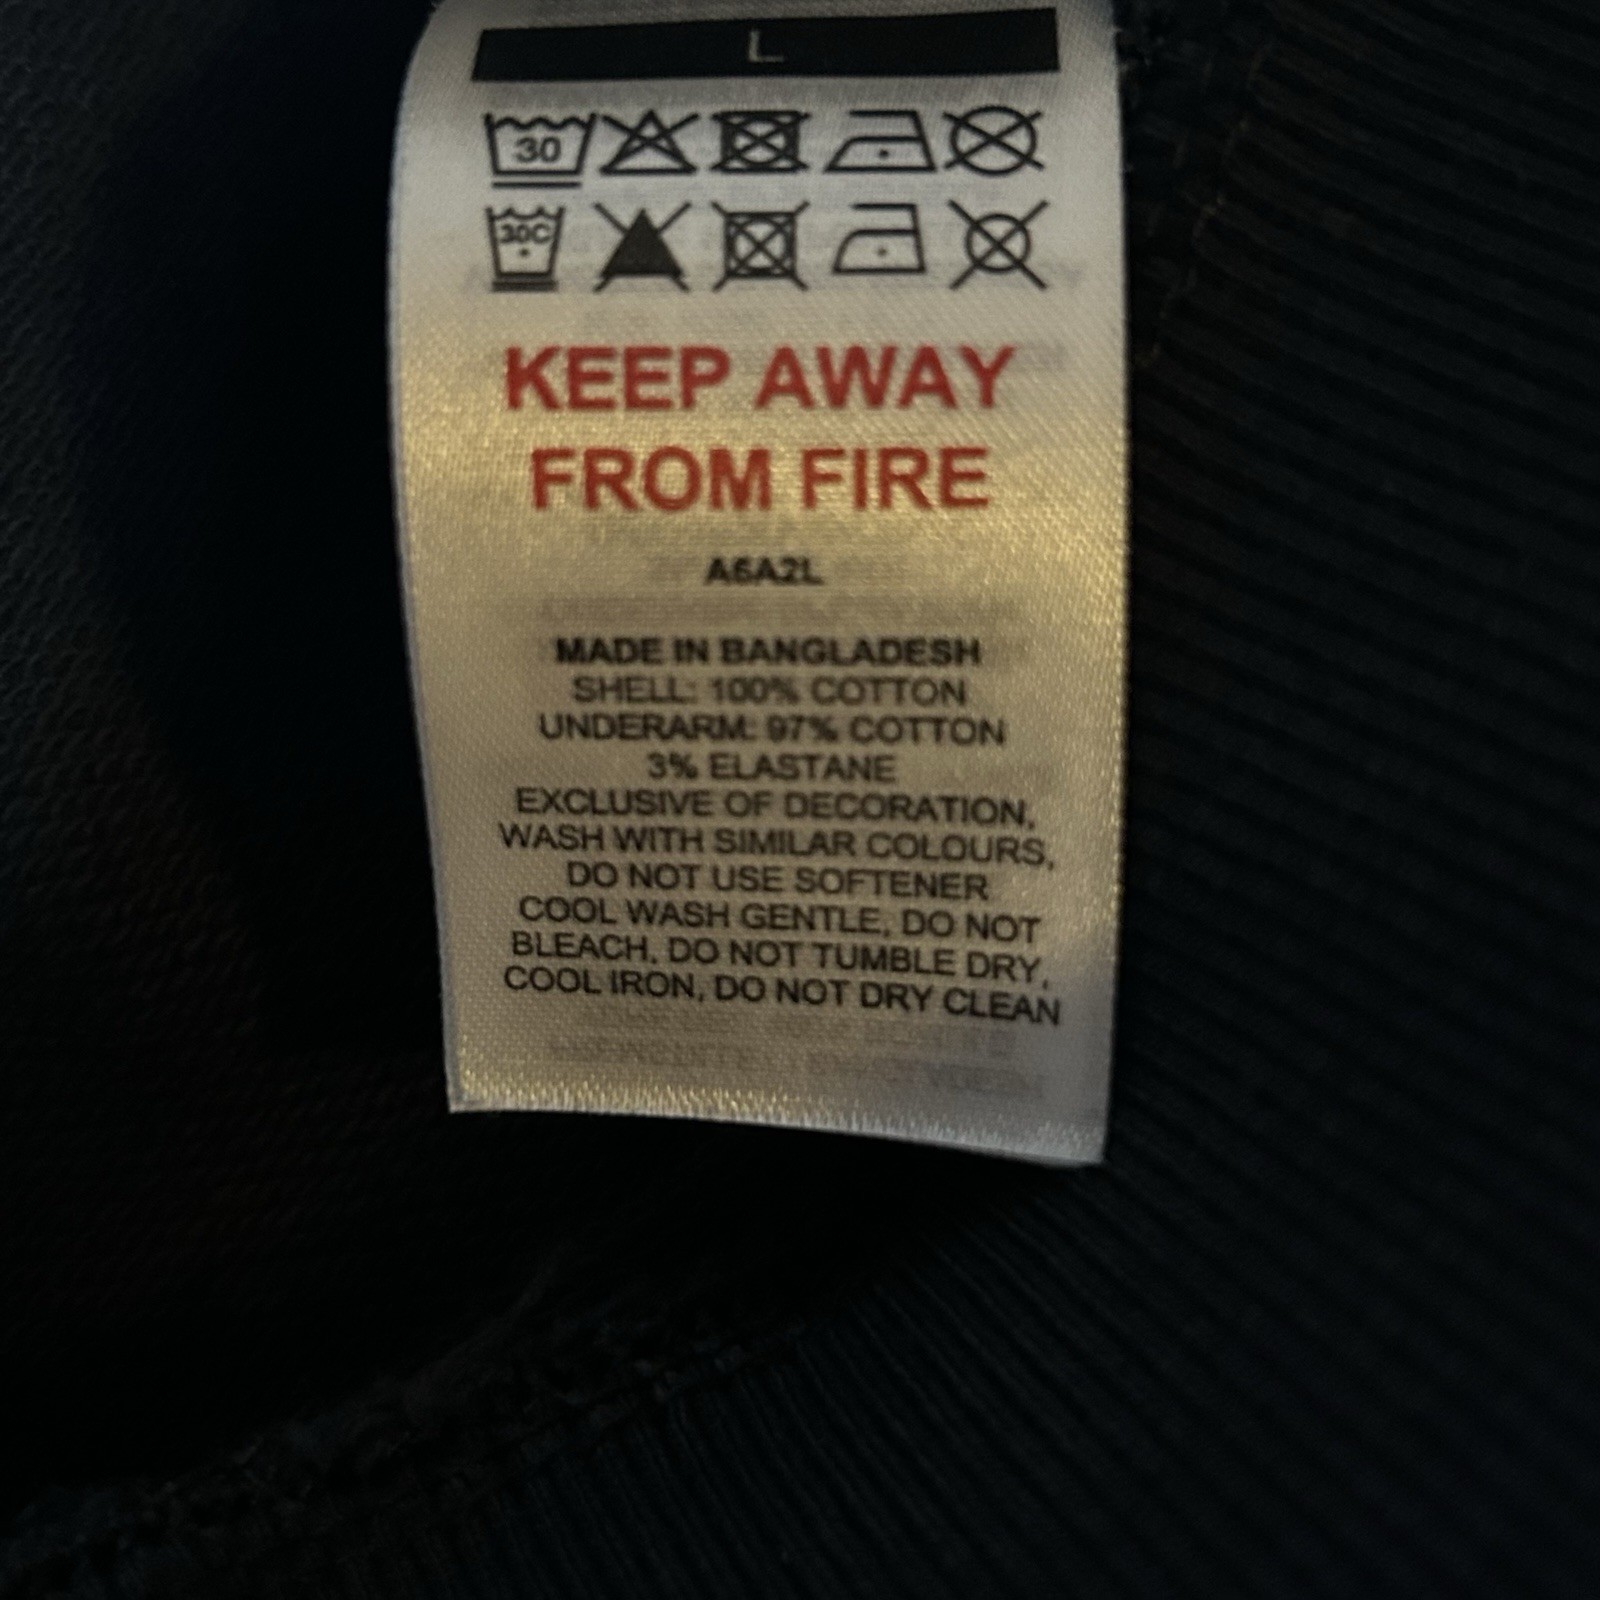 L
30
30C
KEEP AWAY
FROM FIRE
A6A2L
MADE IN BANGLADESH
SHELL: 100% COTTON
UNDERARM: 97% COTTON
3% ELASTANE
EXCLUSIVE OF DECORATION,
WASH WITH SIMILAR COLOURS,
DO NOT USE SOFTENER
COOL WASH GENTLE, DO NOT
BLEACH, DO NOT TUMBLE DRY,
COOL IRON, DO NOT DRY CLEAN